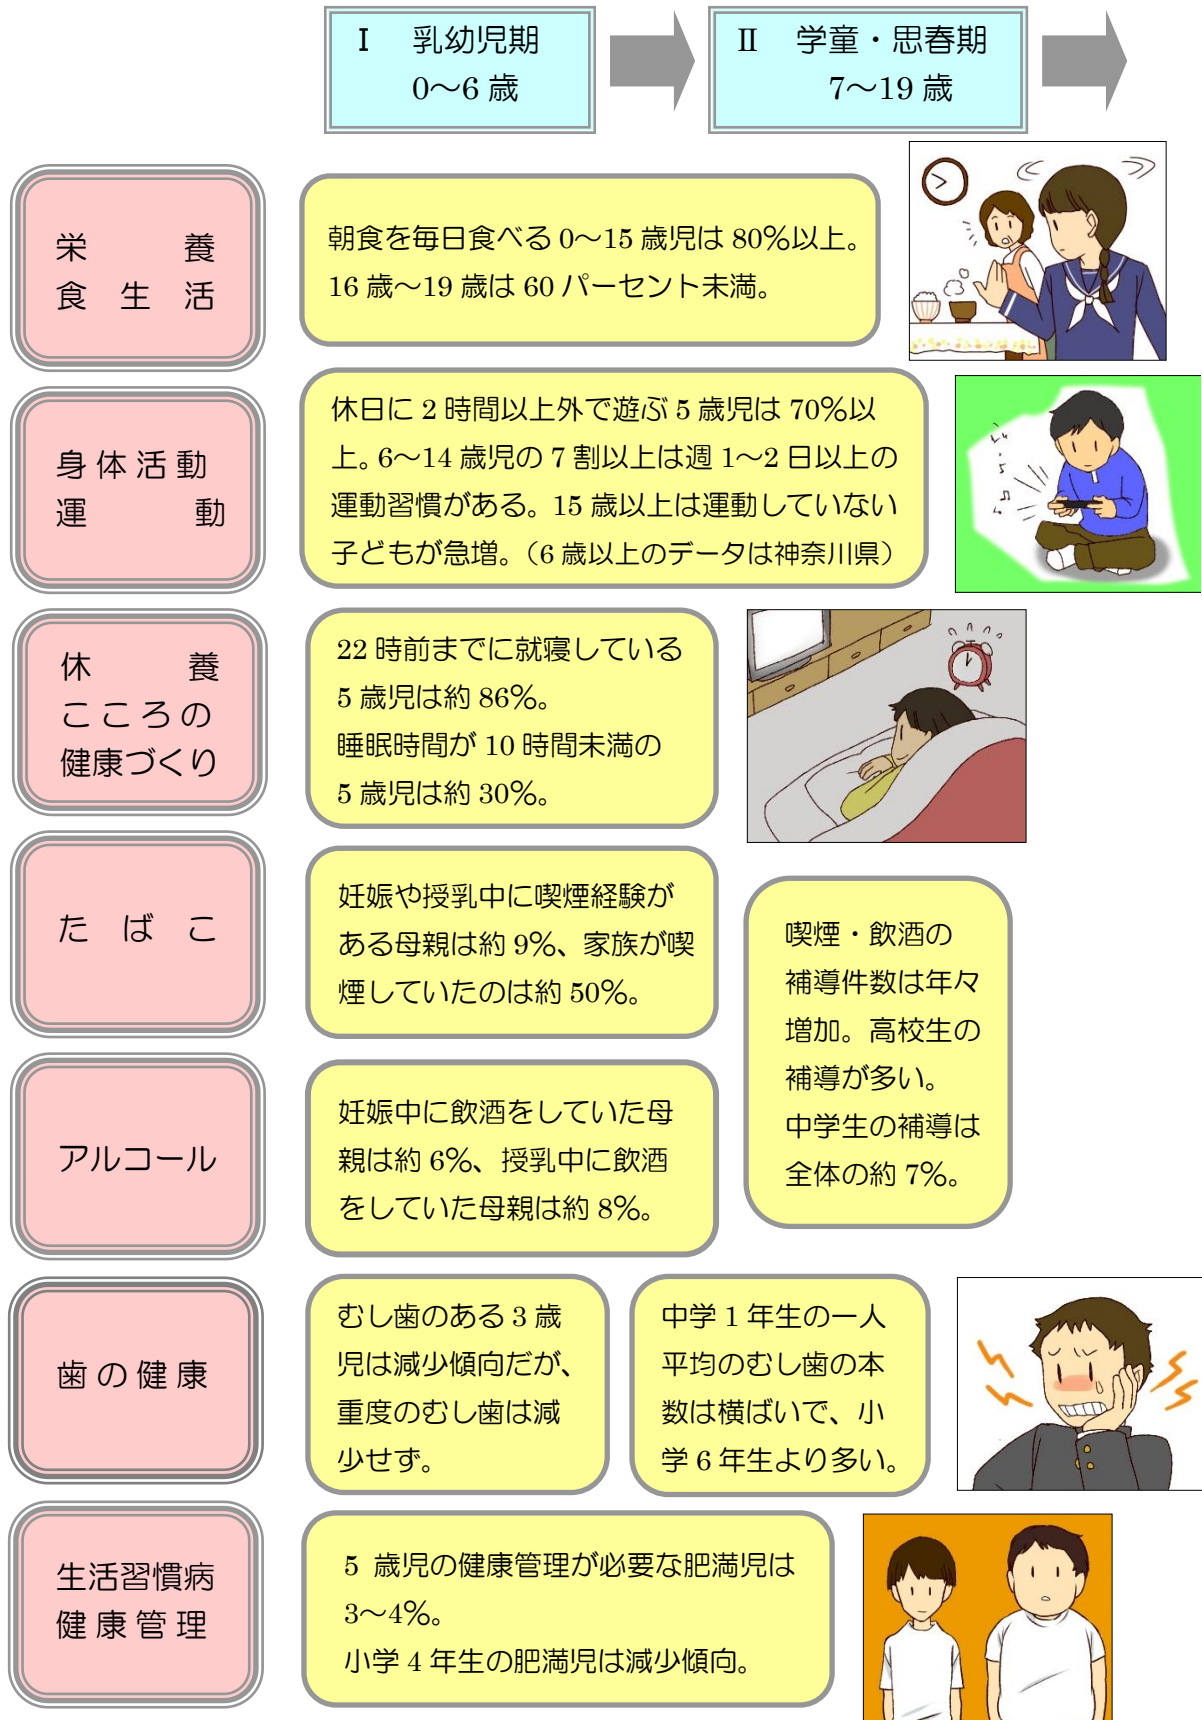 Ⅰ 乳幼児期
0～6 歳
Ⅱ 学童・思春期
7～19 歳
栄養
食生活
朝食を毎日食べる 0～15 歳児は 80％以上。
16 歳～19 歳は 60 パーセント未満。
身体活動
運動
休日に 2 時間以上外で遊ぶ 5 歳児は 70％以
上。6～14 歳児の 7 割以上は週 1～2 日以上の
運動習慣がある。15 歳以上は運動していない
子どもが急増。（6 歳以上のデータは神奈川県）
休養
こころの
健康づくり
22 時前までに就寝している
5 歳児は約 86％。
睡眠時間が 10 時間未満の
5 歳児は約 30％。
たばこ
妊娠や授乳中に喫煙経験が
ある母親は約 9％、家族が喫
煙していたのは約 50％。
喫煙・飲酒の
補導件数は年々
増加。高校生の
補導が多い。
中学生の補導は
全体の約 7％。
アルコール
妊娠中に飲酒をしていた母
親は約 6％、授乳中に飲酒
をしていた母親は約 8％。
歯の健康
むし歯のある 3 歳
児は減少傾向だが、
重度のむし歯は減
少せず。
中学 1 年生の一人
平均のむし歯の本
数は横ばいで、小
学 6 年生より多い。
生活習慣病
健康管理
5 歳児の健康管理が必要な肥満児は
3～4％。
小学 4 年生の肥満児は減少傾向。